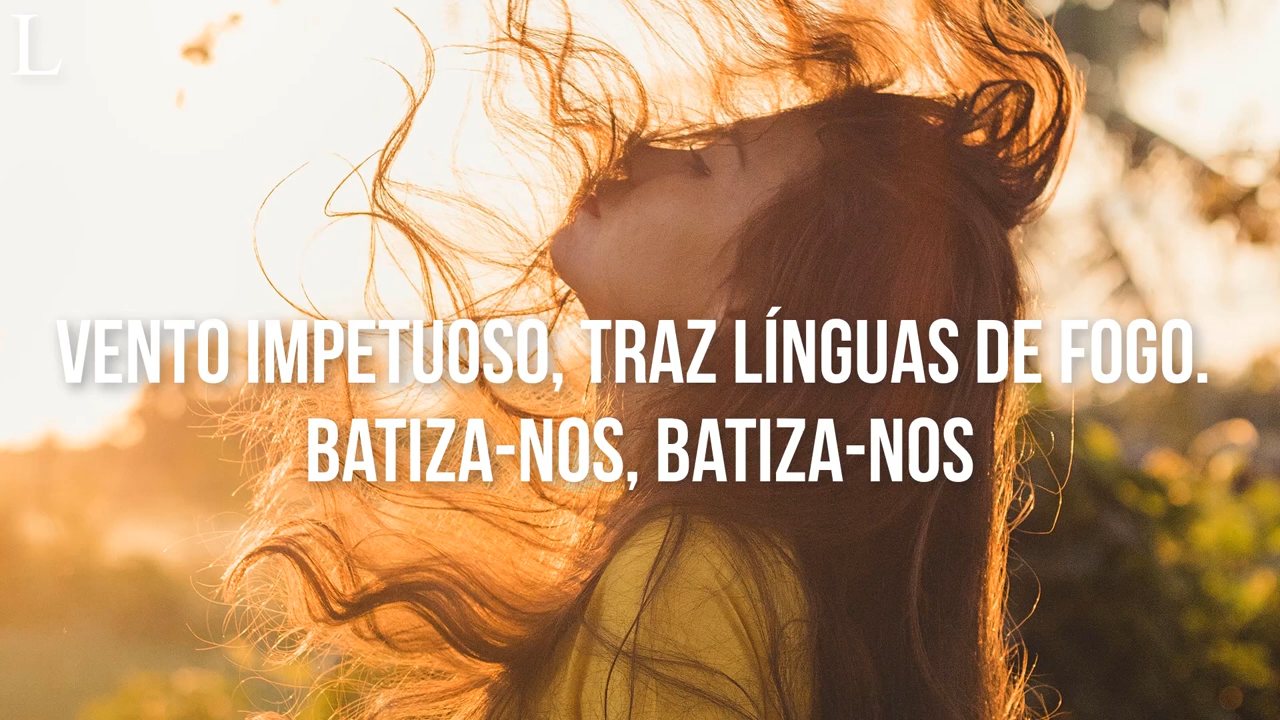 L
VENTO IMPETUOSO, TRAZ LÍNGUAS DE FOGO.
BATIZA-NOS, BATIZA-NOS